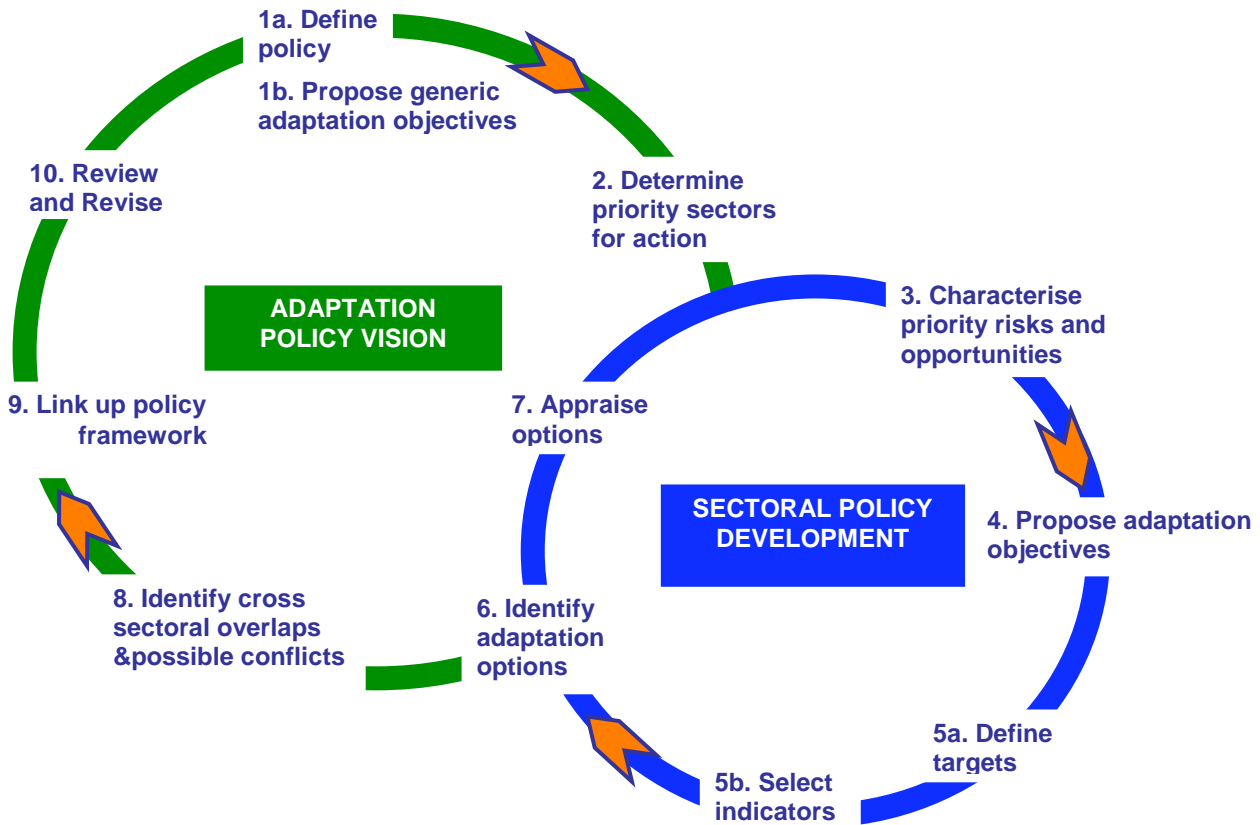 1a. Define
policy
1b. Propose generic
adaptation objectives
2. Determine
priority sectors
for action
3. Characterise
priority risks and
opportunities
4. Propose adaptation
objectives
5a. Define
targets
5b. Select
indicators
6. Identify
adaptation
options
7. Appraise
options
8. Identify cross
sectoral overlaps
&possible conflicts
9. Link up policy
framework
10. Review
and Revise
ADAPTATION
POLICY VISION
SECTORAL POLICY
DEVELOPMENT